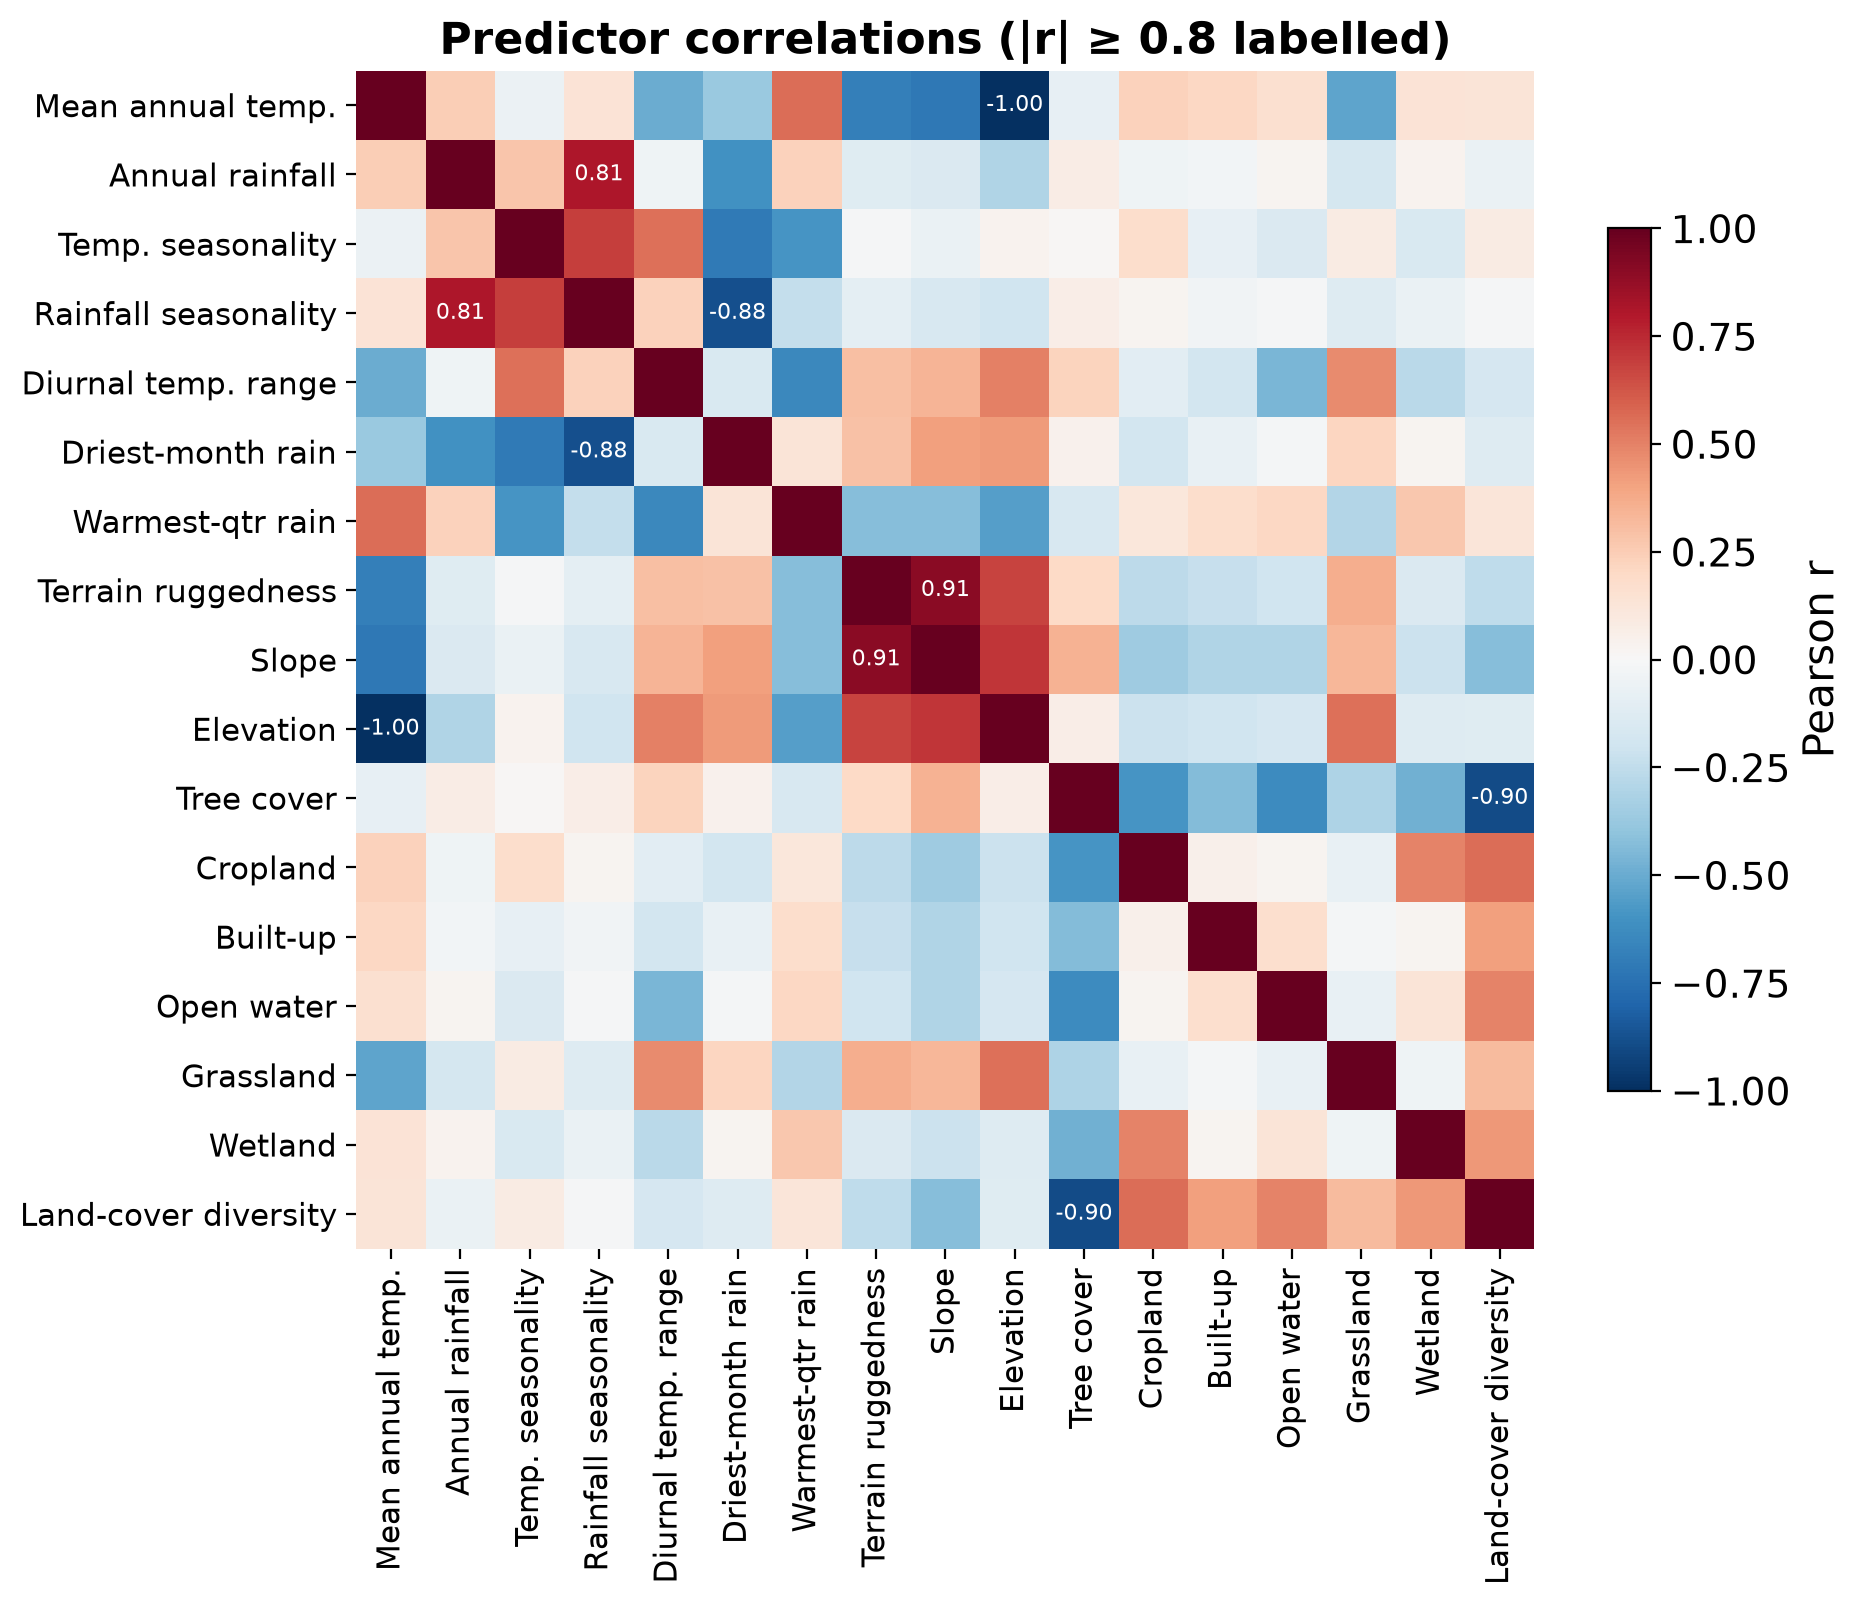 Predictor correlations (|r| ≥ 0.8 labelled)
Mean annual temp.
-1.00
Annual rainfall
0.81
Temp. seasonality
Rainfall seasonality
0.81
-0.88
Diurnal temp. range
Driest-month rain
-0.88
Warmest-qtr rain
Terrain ruggedness
0.91
Slope
0.91
Elevation
-1.00
Tree cover
-0.90
Cropland
Built-up
Open water
Grassland
Wetland
Land-cover diversity
-0.90
Mean annual temp.
Annual rainfall
Temp. seasonality
Rainfall seasonality
Diurnal temp. range
Driest-month rain
Warmest-qtr rain
Terrain ruggedness
Slope
Elevation
Tree cover
Cropland
Built-up
Open water
Grassland
Wetland
Land-cover diversity
1.00
0.75
0.50
0.25
0.00
−0.25
−0.50
−0.75
−1.00
Pearson r